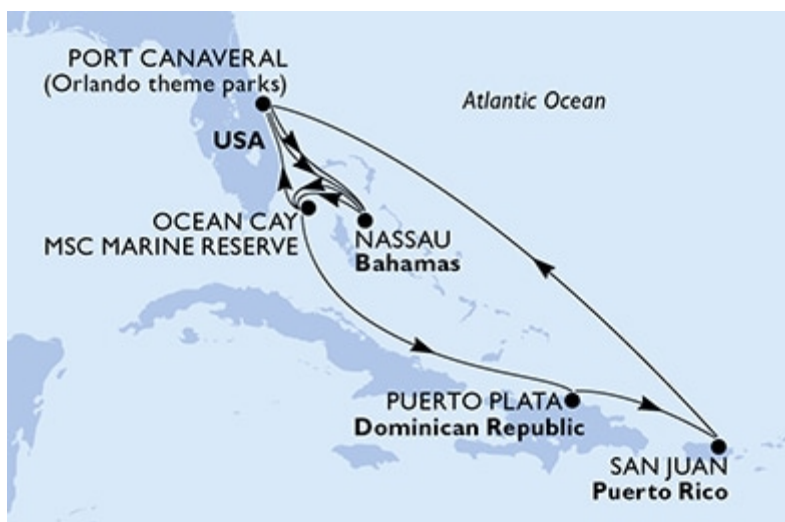 PORT CANAVERAL
(Orlando theme parks)
Atlantic Ocean
USA
OCEAN CAY
MSC MARINE RESERVE
NASSAU
Bahamas
PUERTO PLATA
Dominican Republic
SAN JUAN
Puerto Rico